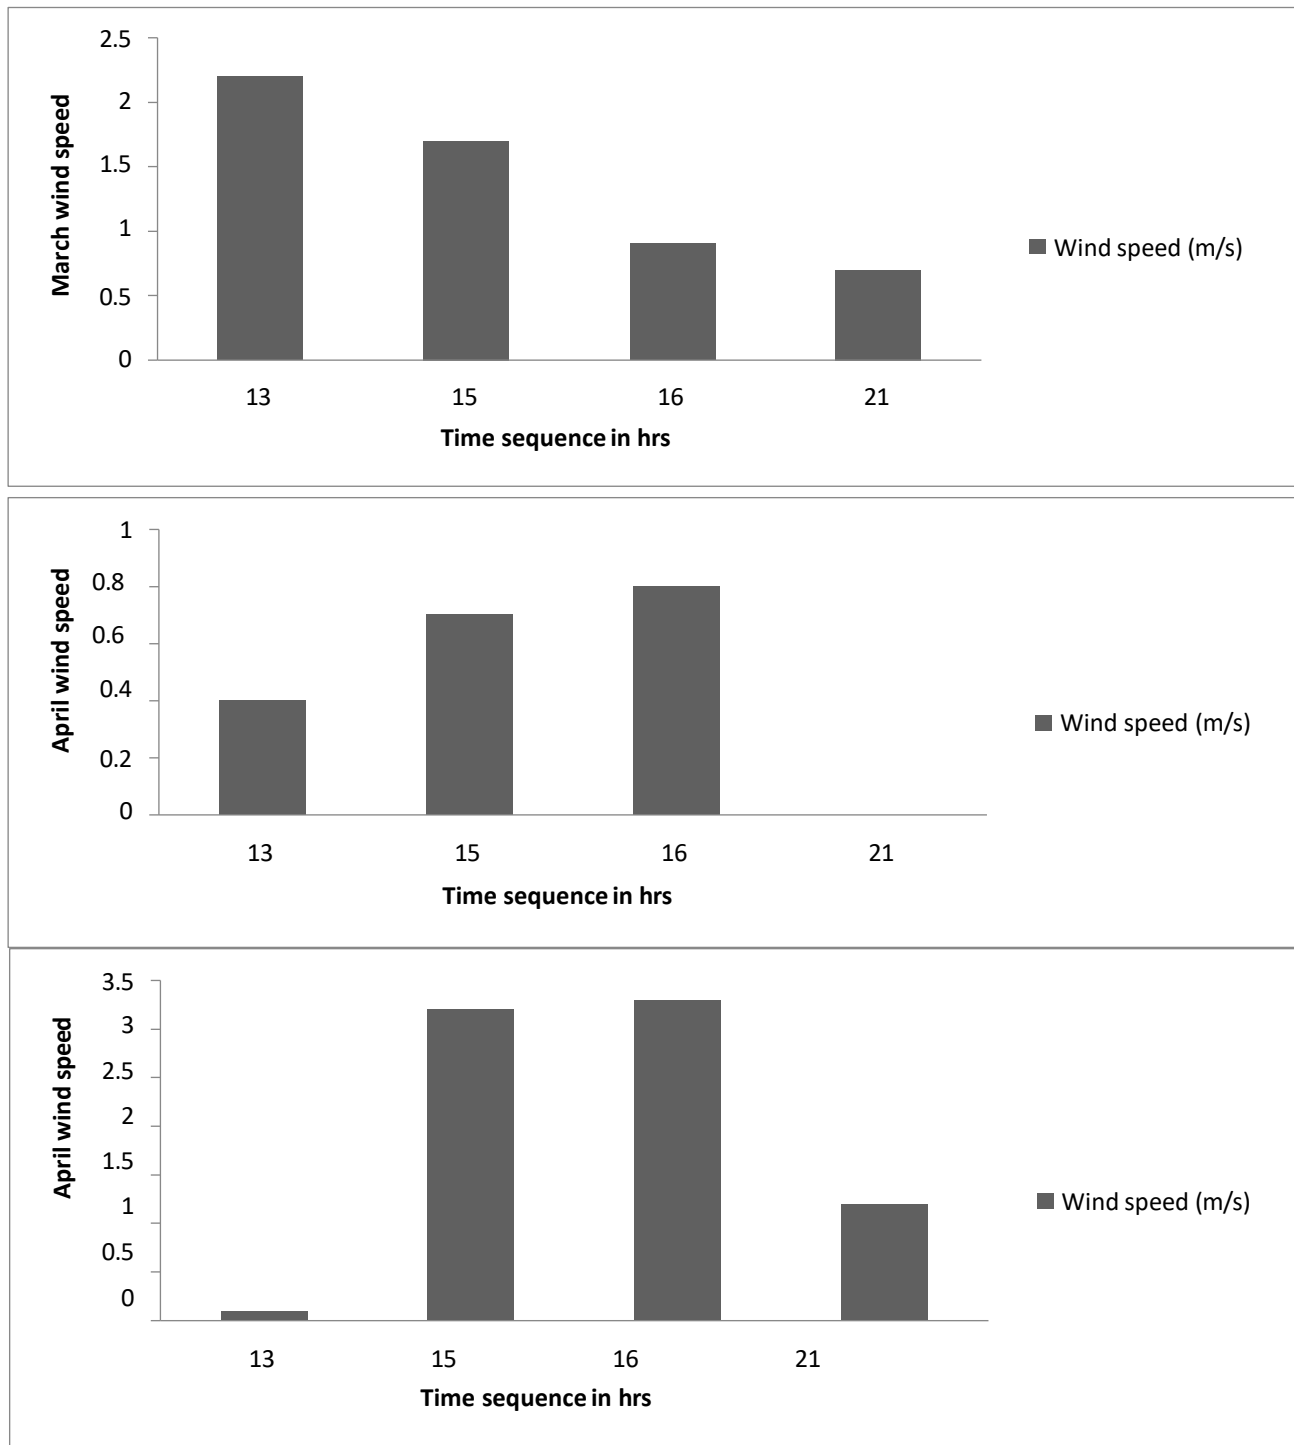 2.5
2
1.5
1
0.5
0
March wind speed
13 15 16 21
Time sequence in hrs
Wind speed (m/s)
1
0.8
0.6
0.4
0.2
0
April wind speed
13 15 16 21
Time sequence in hrs
Wind speed (m/s)
3.5
3
2.5
2
1.5
1
0.5
0
April wind speed
13 15 16 21
Time sequence in hrs
Wind speed (m/s)